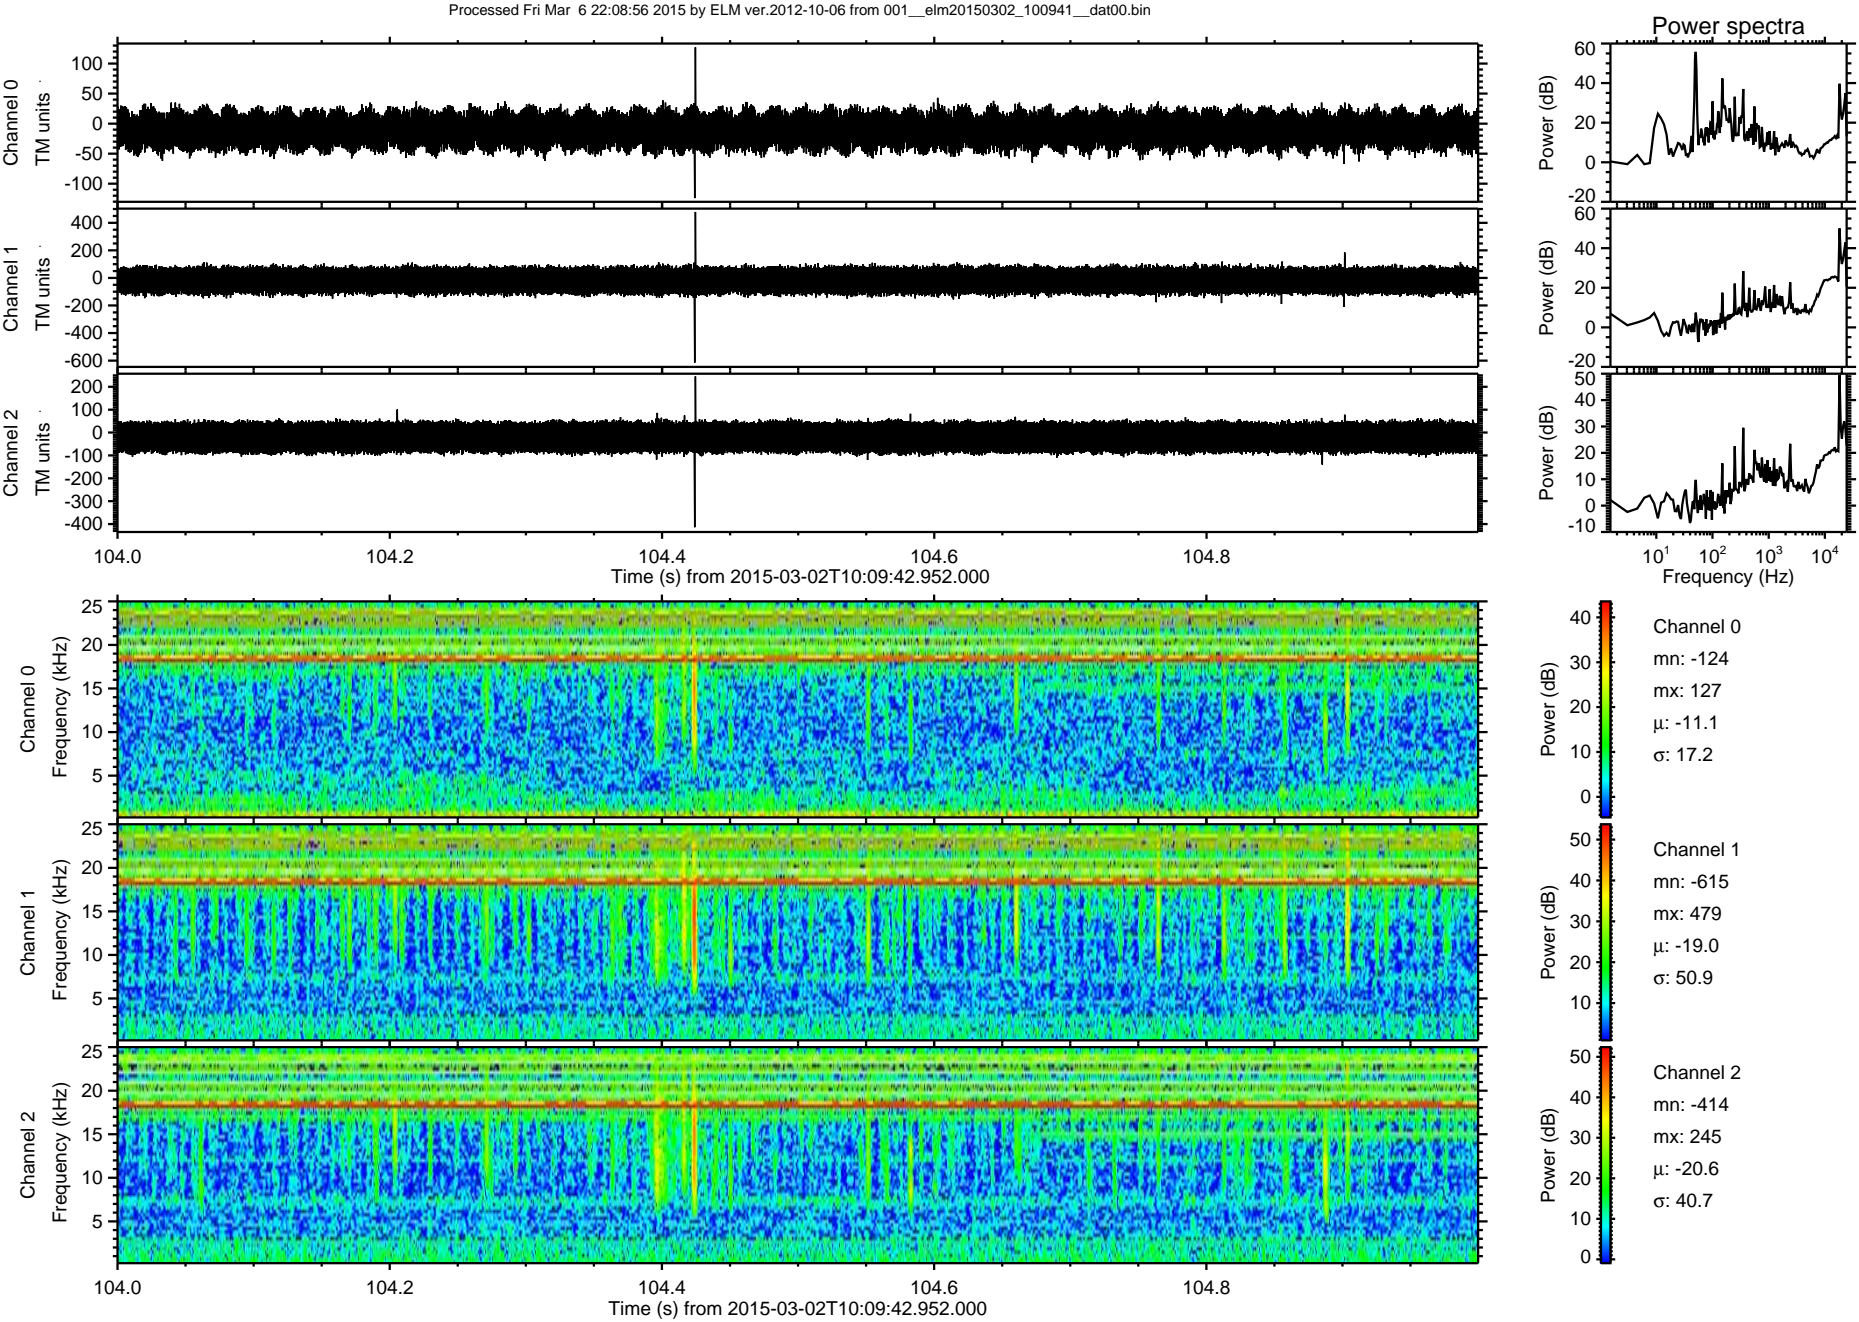 Processed Fri Mar  6 22:08:56 2015 by ELM ver.2012-10-06 from 001__elm20150302_100941__dat00.bin
Power spectra
Channel 0
TM units
100
50
0
-50
-100
Power (dB)
60
40
20
0
-20
Channel 1
TM units
400
200
0
-200
-400
-600
Power (dB)
60
40
20
0
-20
Channel 2
TM units
200
100
0
-100
-200
-300
-400
Power (dB)
50
40
30
20
10
0
-10
104.0 104.2 104.4 104.6 104.8
Time (s) from 2015-03-02T10:09:42.952.000
10^1 10^2 10^3 10^4
Frequency (Hz)
Channel 0
Frequency (kHz)
25
20
15
10
5
Power (dB)
40
30
20
10
0
Channel 0
mn: -124
mx: 127
μ: -11.1
σ: 17.2
Channel 1
Frequency (kHz)
25
20
15
10
5
Power (dB)
50
40
30
20
10
Channel 1
mn: -615
mx: 479
μ: -19.0
σ: 50.9
Channel 2
Frequency (kHz)
25
20
15
10
5
Power (dB)
50
40
30
20
10
0
Channel 2
mn: -414
mx: 245
μ: -20.6
σ: 40.7
104.0 104.2 104.4 104.6 104.8
Time (s) from 2015-03-02T10:09:42.952.000